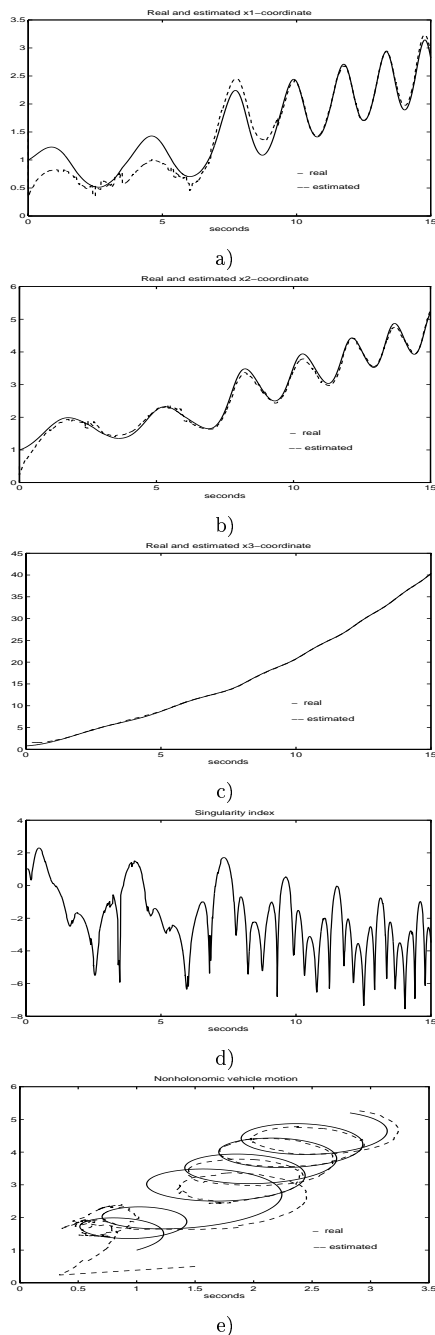 Real and estimated x1-coordinate
3.5
3
2.5
2
1.5
1
0.5
0
– real
–– estimated
0 5 10 15
seconds
a)
Real and estimated x2-coordinate
6
5
4
3
2
1
0
– real
–– estimated
0 5 10 15
seconds
b)
Real and estimated x3-coordinate
45
40
35
30
25
20
15
10
5
0
– real
–– estimated
0 5 10 15
seconds
c)
Singularity index
4
2
0
-2
-4
-6
-8
0 5 10 15
seconds
d)
Nonholonomic vehicle motion
6
5
4
3
2
1
0
– real
–– estimated
0 0.5 1 1.5 2 2.5 3 3.5
seconds
e)